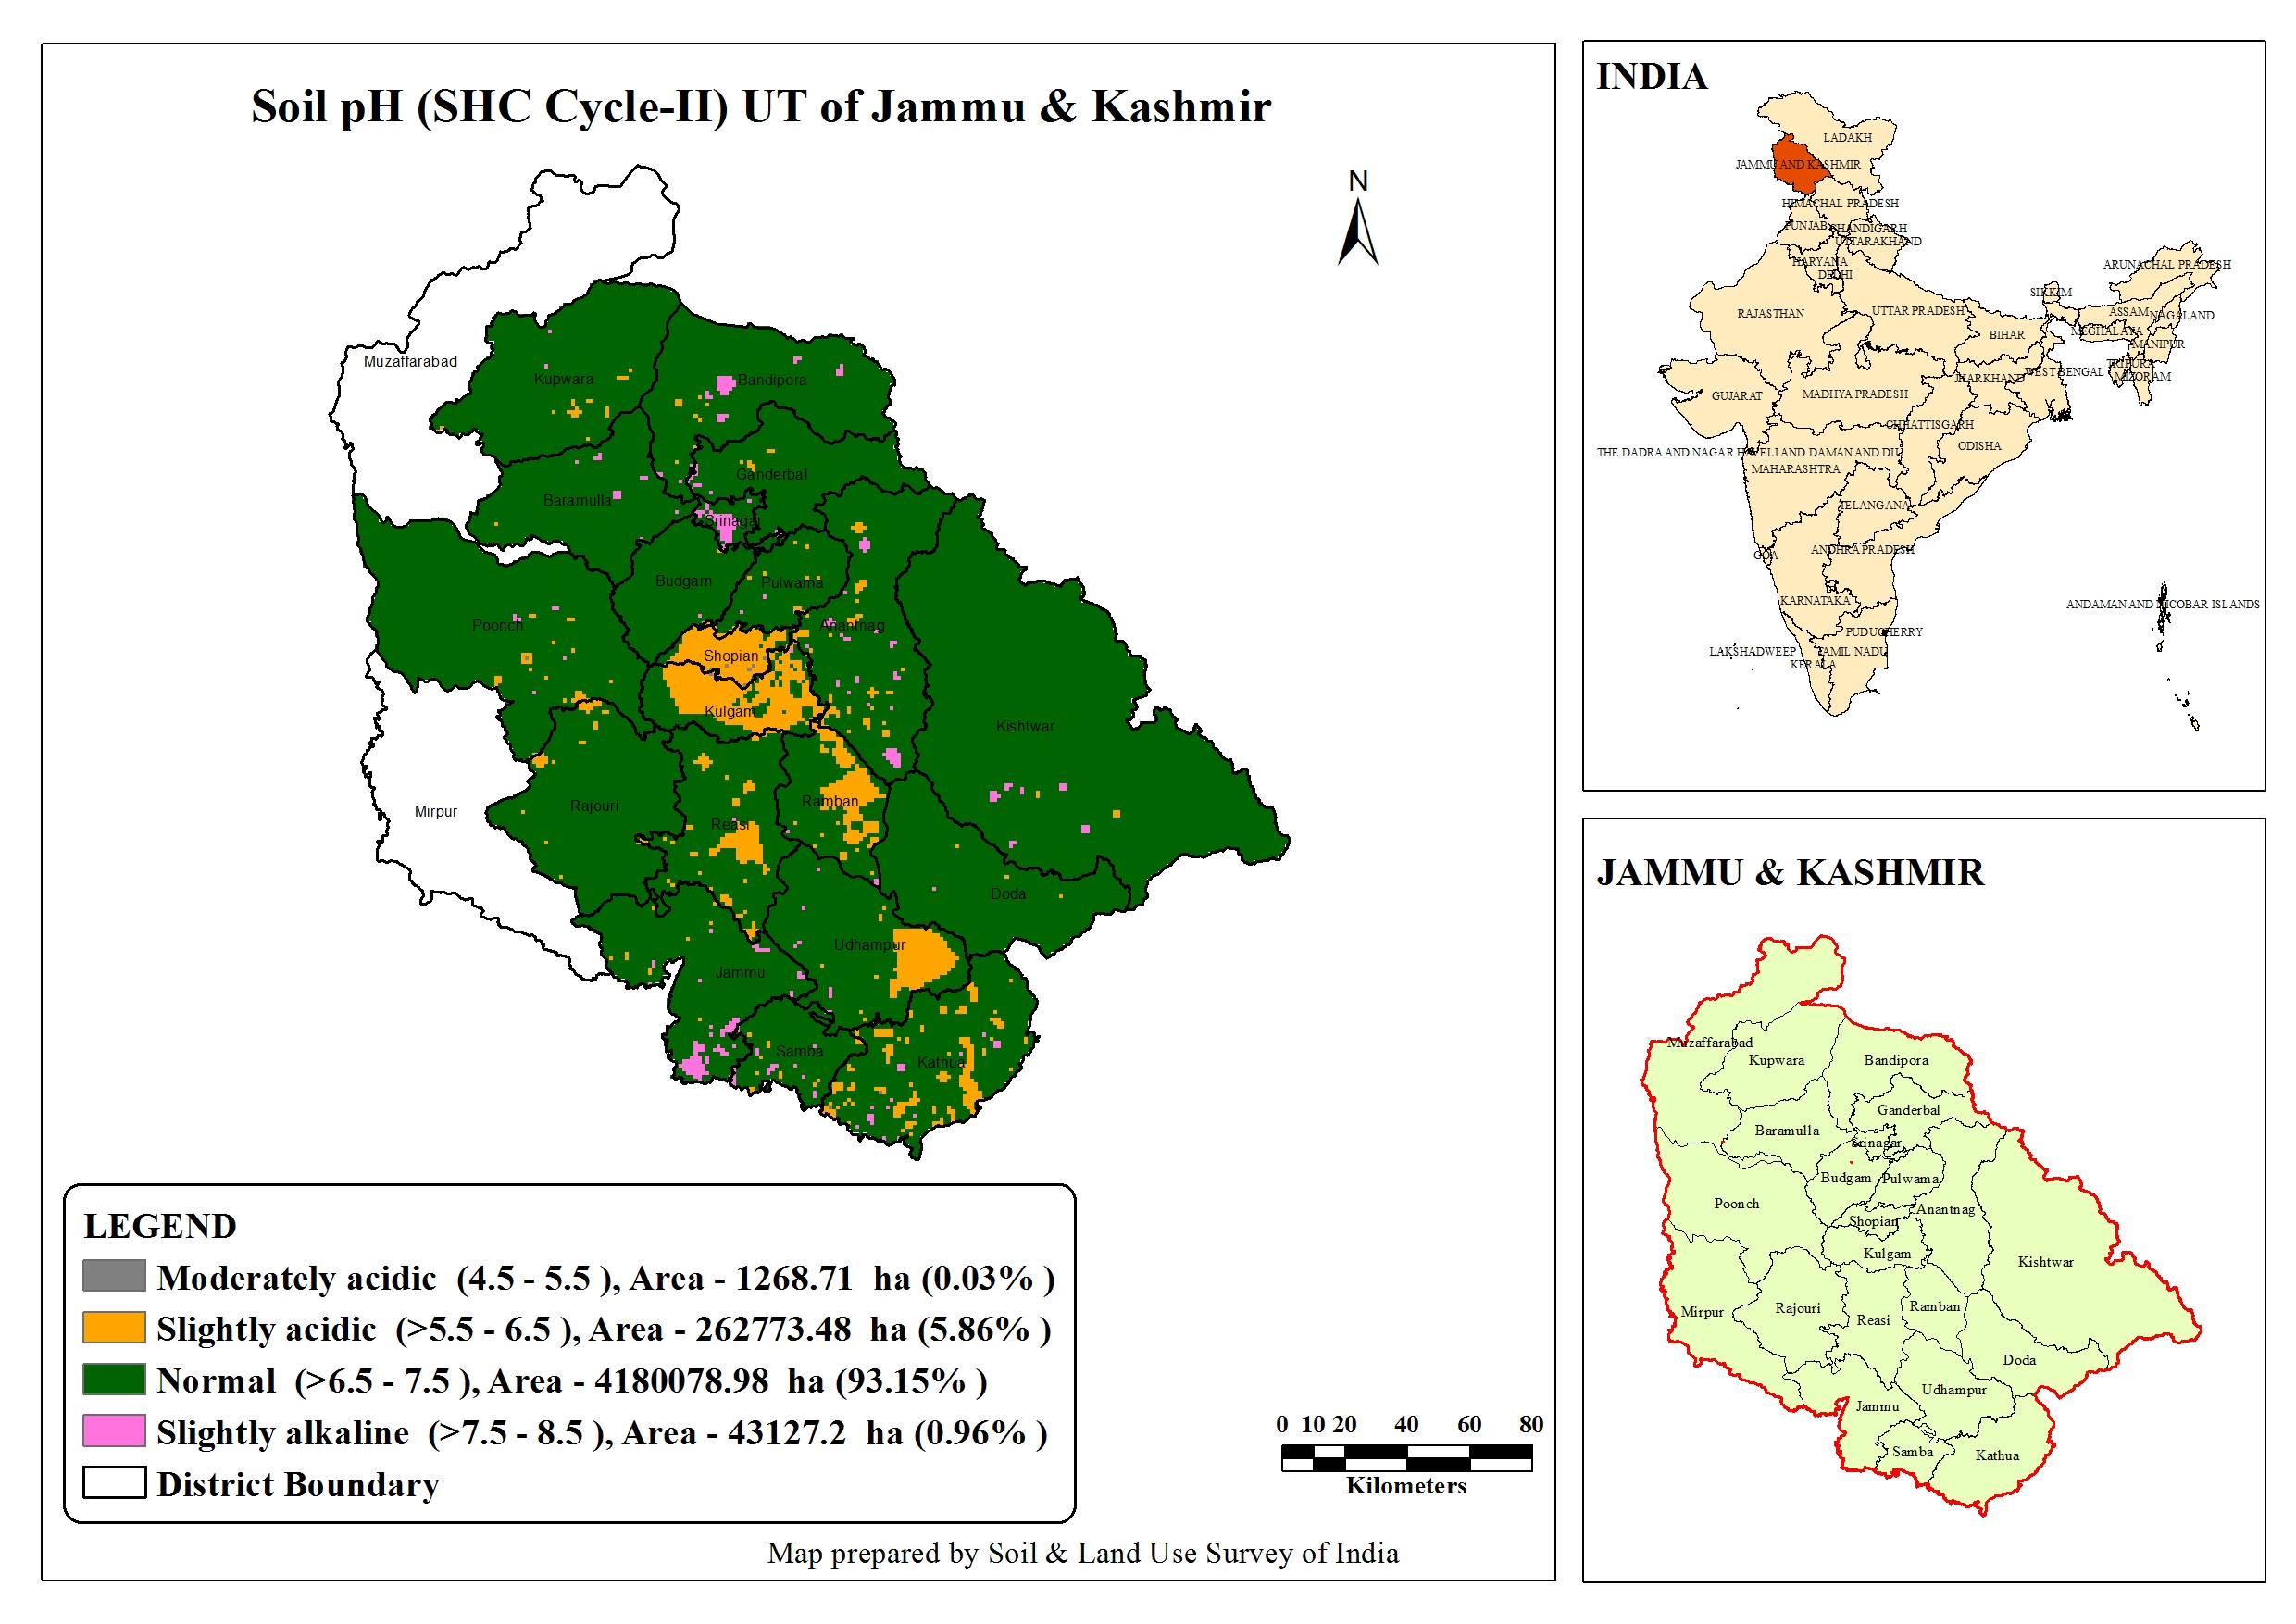 Soil pH (SHC Cycle-II) UT of Jammu & Kashmir
N
Muzaffarabad
Kupwara
Bandipora
Ganderbal
Baramulla
Srinagar
Budgam
Pulwama
Poonch
Anantnag
Shopian
Kulgam
Kishtwar
Ramban
Rajouri
Mirpur
Reasi
Doda
Udhampur
Jammu
Samba
Kathua
LEGEND
Moderately acidic (4.5 - 5.5 ), Area - 1268.71 ha (0.03% )
Slightly acidic (>5.5 - 6.5 ), Area - 262773.48 ha (5.86% )
Normal (>6.5 - 7.5 ), Area - 4180078.98 ha (93.15% )
Slightly alkaline (>7.5 - 8.5 ), Area - 43127.2 ha (0.96% )
District Boundary
0 10 20 40 60 80
Kilometers
Map prepared by Soil & Land Use Survey of India
INDIA
LADAKH
JAMMU AND KASHMIR
HIMACHAL PRADESH
PUNJAB
CHANDIGARH
UTTARAKHAND
HARYANA
DELHI
ARUNACHAL PRADESH
SIKKIM
RAJASTHAN
UTTAR PRADESH
ASSAM
NAGALAND
BIHAR
MEGHALAYA
MANIPUR
TRIPURA
WEST BENGAL
MIZORAM
JHARKHAND
GUJARAT
MADHYA PRADESH
CHHATTISGARH
ODISHA
THE DADRA AND NAGAR HAVELI AND DAMAN AND DIU
MAHARASHTRA
TELANGANA
GOA
ANDHRA PRADESH
KARNATAKA
ANDAMAN AND NICOBAR ISLANDS
PUDUCHERRY
LAKSHADWEEP
TAMIL NADU
KERALA
JAMMU & KASHMIR
Muzaffarabad
Kupwara
Bandipora
Ganderbal
Baramulla
Srinagar
Budgam
Pulwama
Poonch
Anantnag
Shopian
Kulgam
Kishtwar
Mirpur
Rajouri
Ramban
Reasi
Doda
Udhampur
Jammu
Samba
Kathua